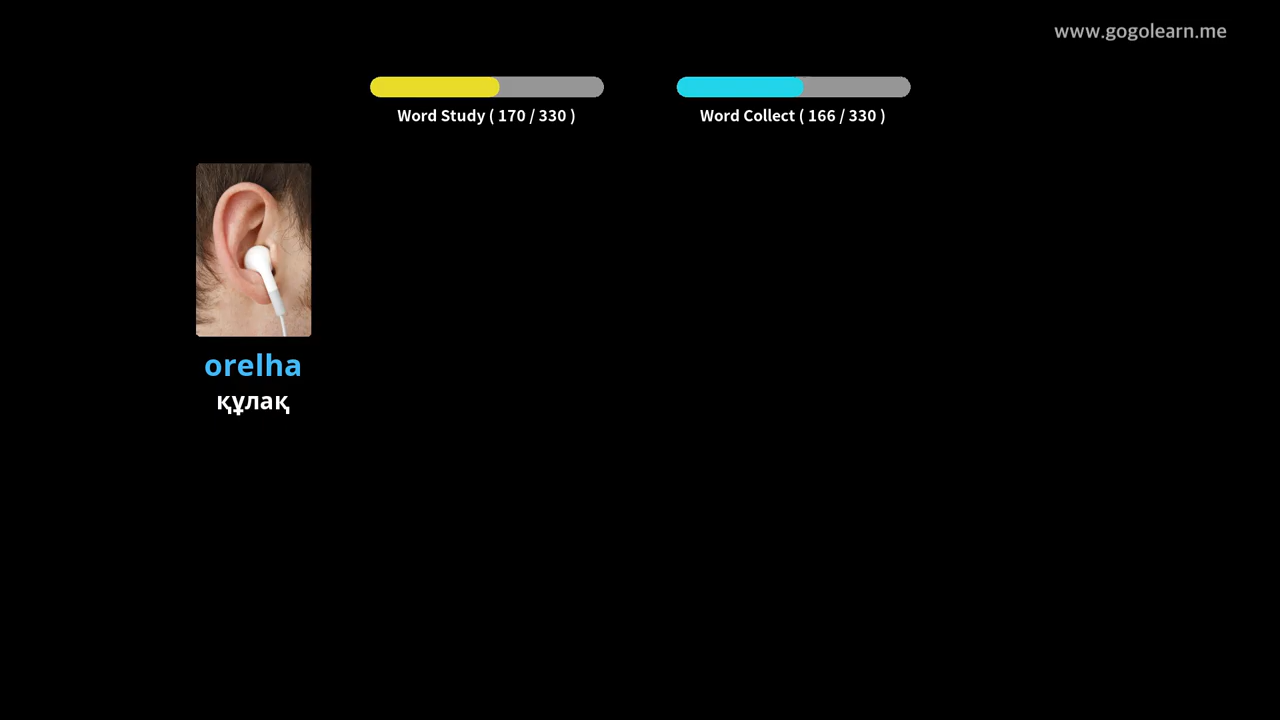 www.gogolearn.me
Word Study ( 170 / 330 )
Word Collect ( 166 / 330 )
orelha
құлақ